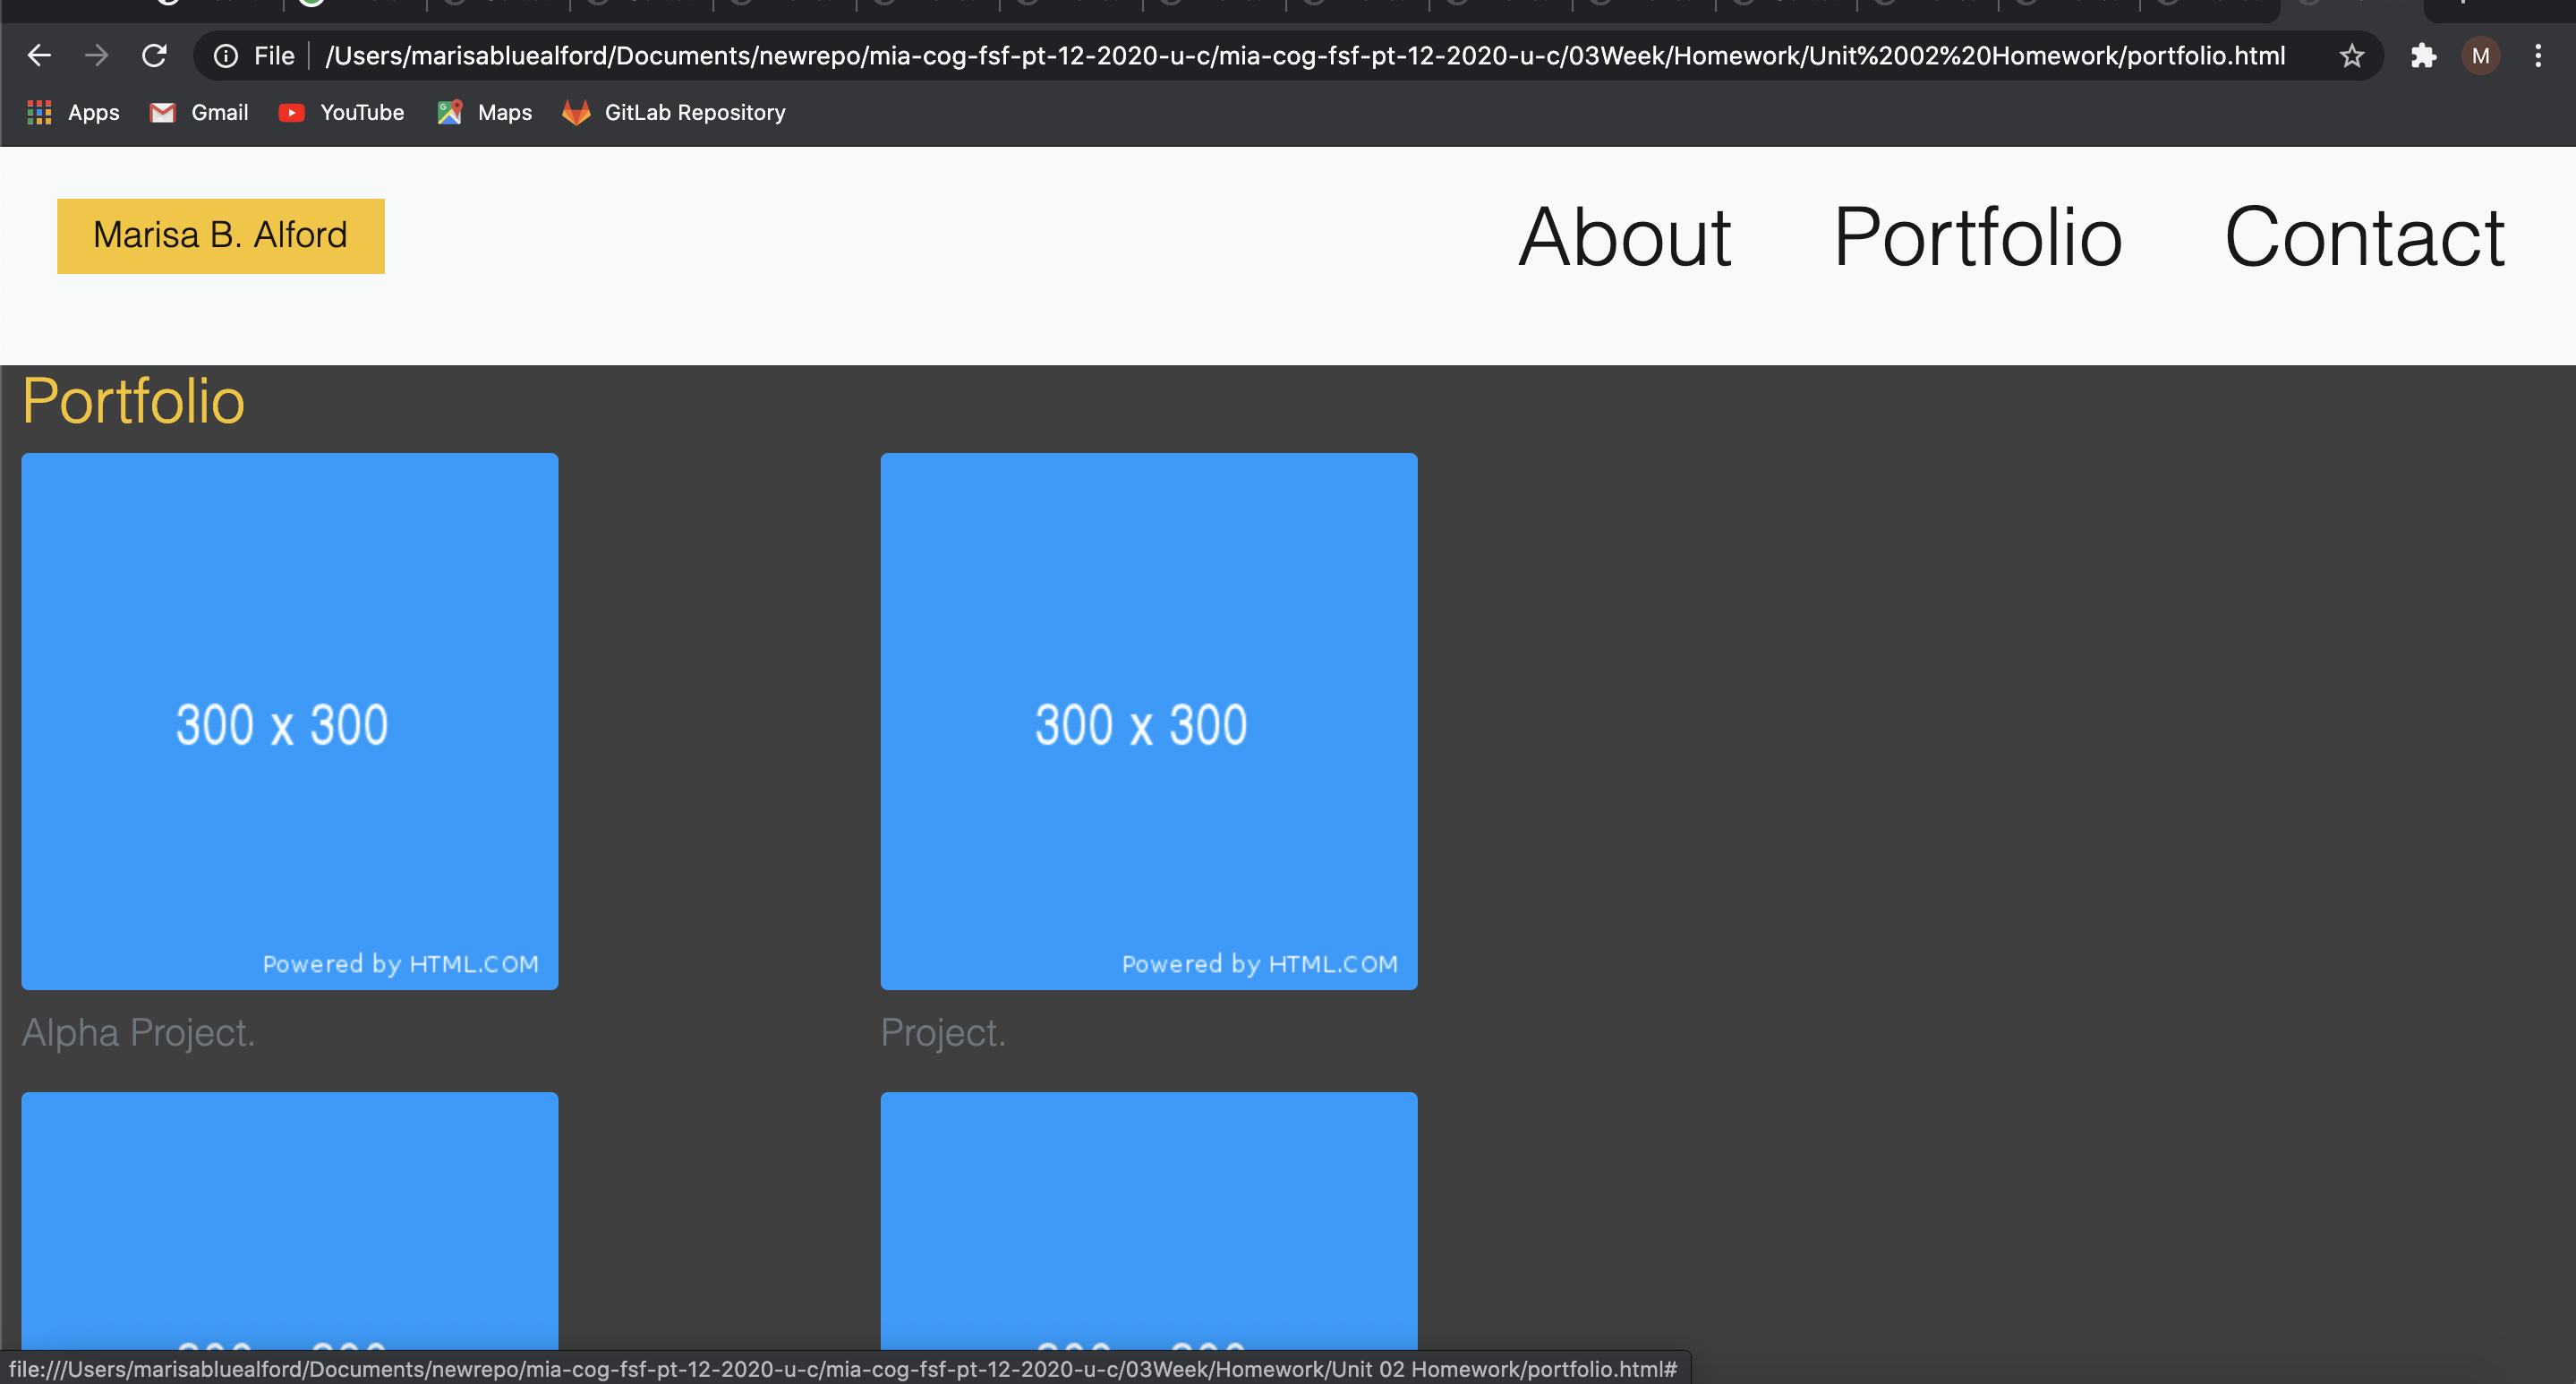 File /Users/marisabluealford/Documents/newrepo/mia-cog-fsf-pt-12-2020-u-c/mia-cog-fsf-pt-12-2020-u-c/03Week/Homework/Unit%2002%20Homework/portfolio.html M
Apps Gmail YouTube Maps GitLab Repository
Marisa B. Alford About Portfolio Contact
Portfolio
300 x 300 300 x 300
Powered by HTML.COM Powered by HTML.COM
Alpha Project. Project.
file:///Users/marisabluealford/Documents/newrepo/mia-cog-fsf-pt-12-2020-u-c/mia-cog-fsf-pt-12-2020-u-c/03Week/Homework/Unit 02 Homework/portfolio.html#